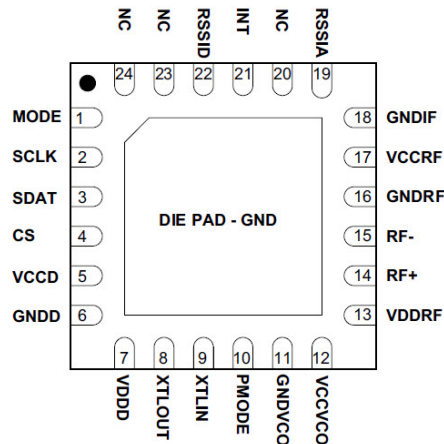 NC NC RSSID INT NC RSSIA
24 23 22 21 20 19
MODE 1
SCLK 2
SDAT 3
CS 4
VCCD 5
GNDD 6
DIE PAD - GND
18 GNDIF
17 VCCRF
16 GNDRF
15 RF-
14 RF+
13 VDDRF
7 8 9 10 11 12
VDDD XTLOUT XTLIN PMODE GNDVCO VCCVCO